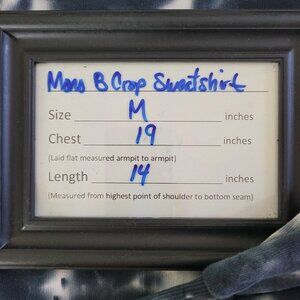 Mono B Crop Sweatshirt
Size M inches
Chest 19 inches
(Laid flat measured armpit to armpit)
Length 14 inches
(Measured from highest point of shoulder to bottom seam)